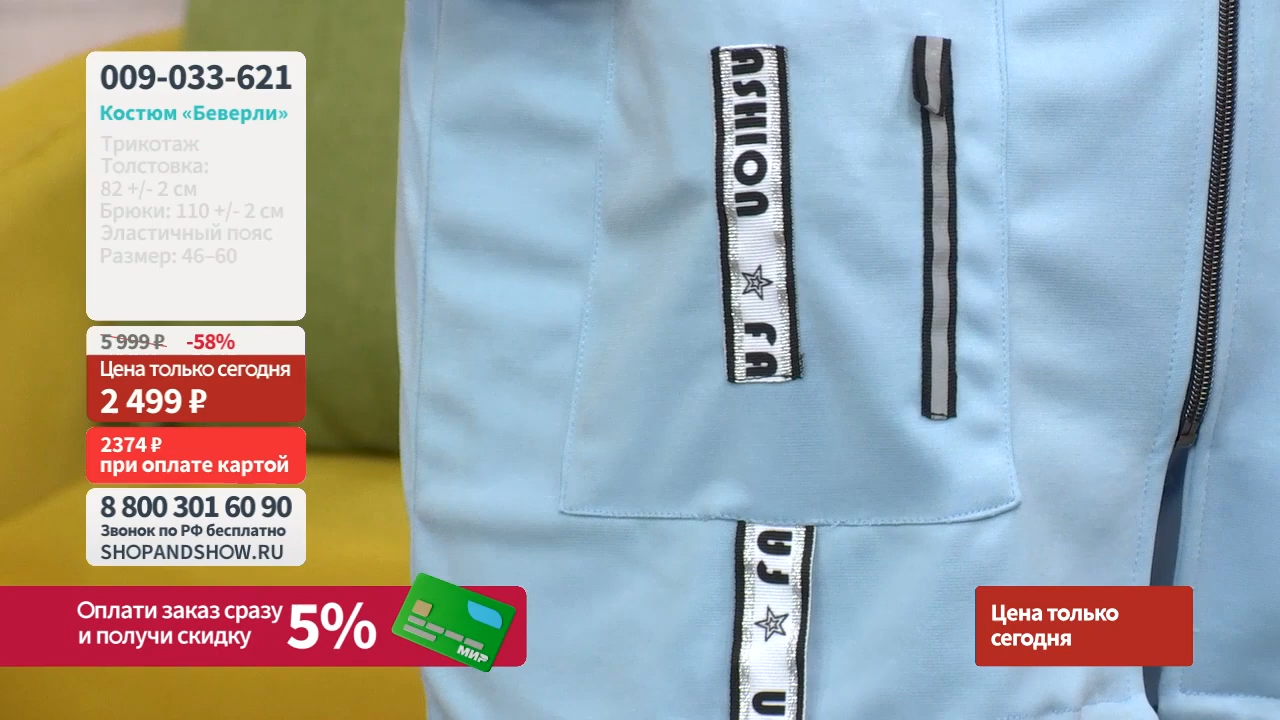 009-033-621
Костюм «Беверли»
Трикотаж
Толстовка:
82 +/- 2 см
Брюки: 110 +/- 2 см
Эластичный пояс
Размер: 46–60
5 999 ₽ -58%
Цена только сегодня
2 499 ₽
2374 ₽
при оплате картой
8 800 301 60 90
Звонок по РФ бесплатно
SHOPANDSHOW.RU
Оплати заказ сразу
и получи скидку
5%
МИР
Цена только
сегодня
FASHION
FA